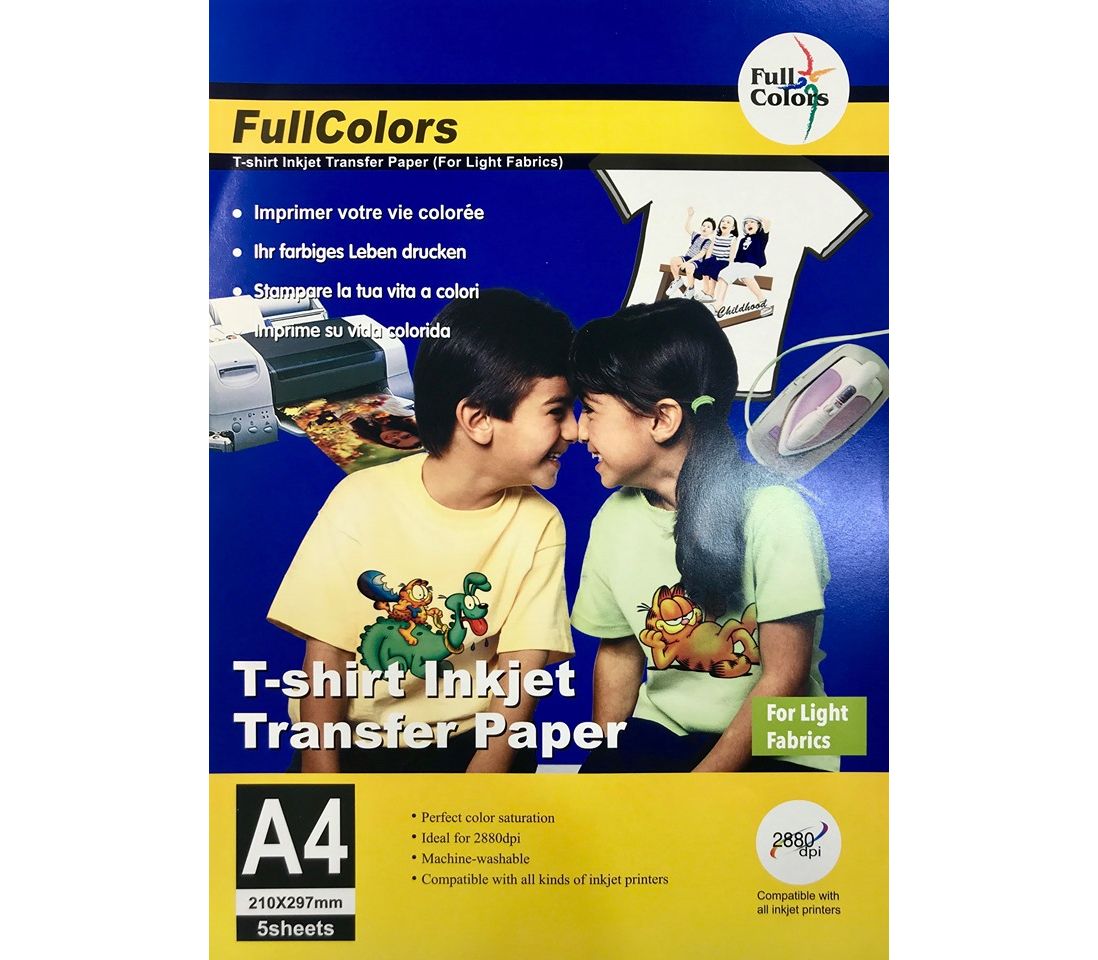 Full
Colors
FullColors
T-shirt Inkjet Transfer Paper (For Light Fabrics)
• Imprimer votre vie colorée
• Ihr farbiges Leben drucken
• Stampare la tua vita a colori
• Imprime su vida colorida
Childhood
T-shirt Inkjet
Transfer Paper
For Light
Fabrics
A4
210X297mm
5sheets
• Perfect color saturation
• Ideal for 2880dpi
• Machine-washable
• Compatible with all kinds of inkjet printers
2880
dpi
Compatible with
all inkjet printers